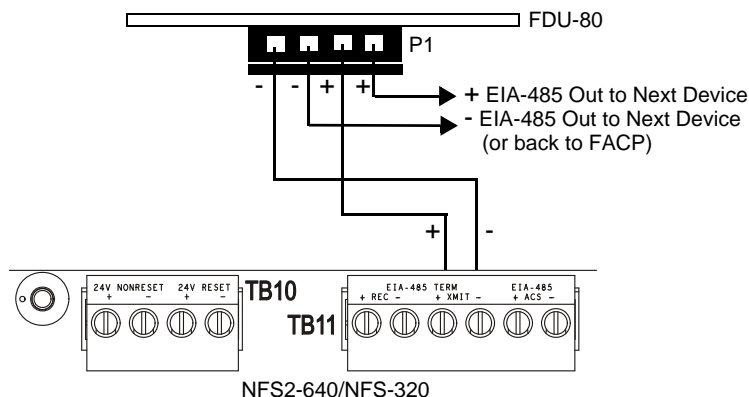 FDU-80
P1
- - + +
+ EIA-485 Out to Next Device
- EIA-485 Out to Next Device
(or back to FACP)
+ -
24V NONRESET 24V RESET
+ - + -
TB10
EIA-485 TERM EIA-485
+ REC - + XMIT - + ACS -
TB11
NFS2-640/NFS-320